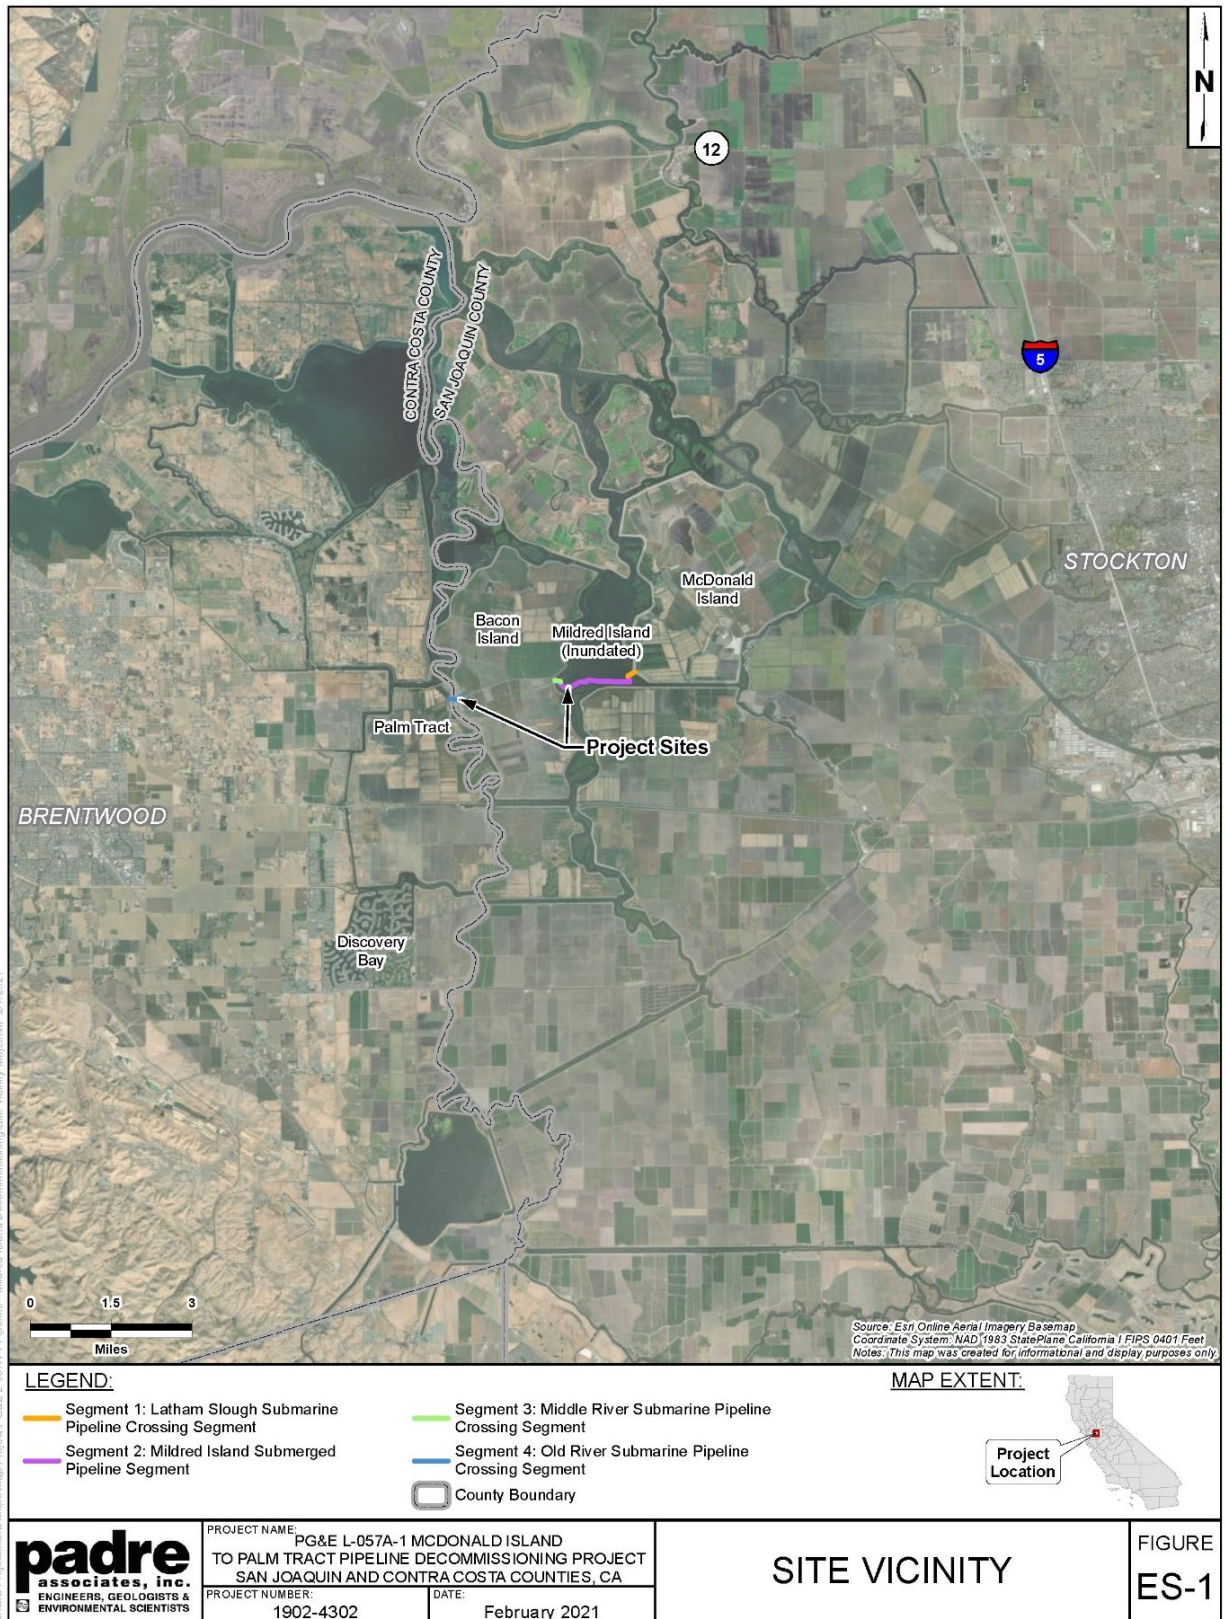 N
12
CONTRA COSTA COUNTY
SAN JOAQUIN COUNTY
5
STOCKTON
McDonald
Island
Bacon
Island
Mildred Island
(Inundated)
Palm Tract
Project Sites
BRENTWOOD
Discovery
Bay
0 1.5 3
Miles
Source: Esri Online Aerial Imagery Basemap
Coordinate System: NAD 1983 StatePlane California I FIPS 0401 Feet
Notes: This map was created for informational and display purposes only.
LEGEND:
Segment 1: Latham Slough Submarine
Pipeline Crossing Segment
Segment 2: Mildred Island Submerged
Pipeline Segment
Segment 3: Middle River Submarine Pipeline
Crossing Segment
Segment 4: Old River Submarine Pipeline
Crossing Segment
County Boundary
MAP EXTENT:
Project
Location
padre
associates, inc.
ENGINEERS, GEOLOGISTS &
ENVIRONMENTAL SCIENTISTS
PROJECT NAME:
PG&E L-057A-1 MCDONALD ISLAND
TO PALM TRACT PIPELINE DECOMMISSIONING PROJECT
SAN JOAQUIN AND CONTRA COSTA COUNTIES, CA
PROJECT NUMBER:
1902-4302
DATE:
February 2021
SITE VICINITY
FIGURE
ES-1